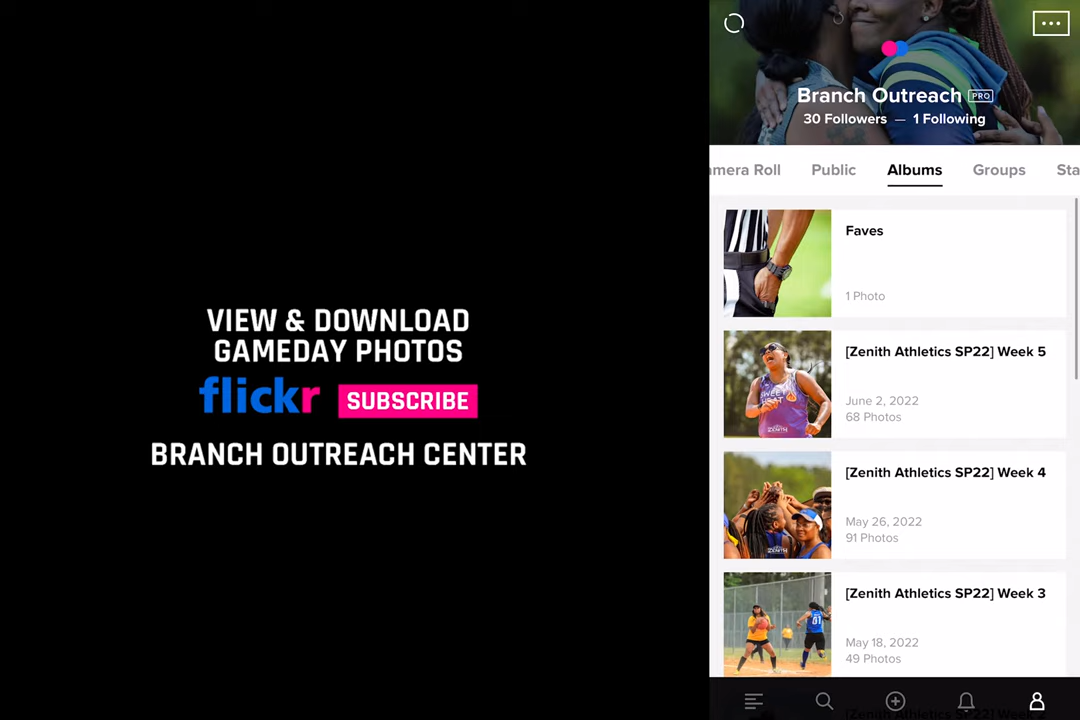 VIEW & DOWNLOAD
GAMEDAY PHOTOS
flickr SUBSCRIBE
BRANCH OUTREACH CENTER
Branch Outreach PRO
30 Followers — 1 Following
amera Roll Public Albums Groups Sta
Faves
1 Photo
[Zenith Athletics SP22] Week 5
June 2, 2022
68 Photos
[Zenith Athletics SP22] Week 4
May 26, 2022
91 Photos
[Zenith Athletics SP22] Week 3
May 18, 2022
49 Photos